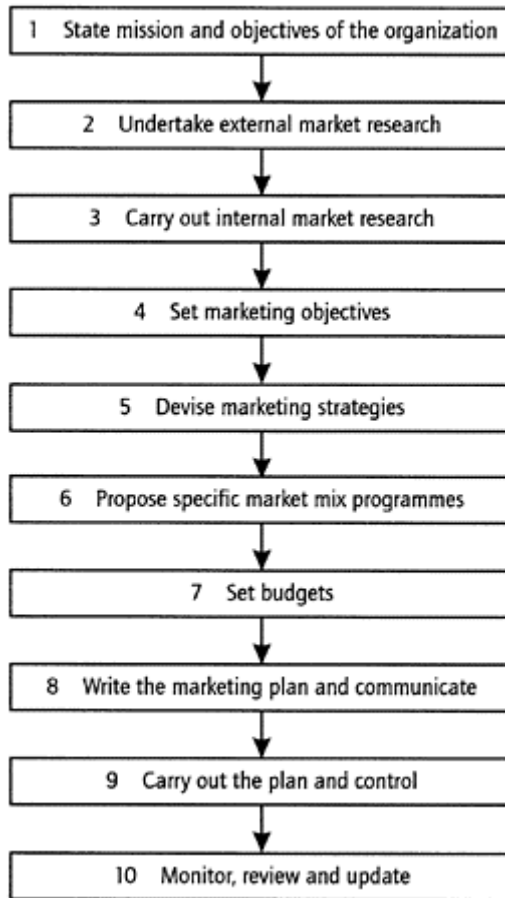 1 State mission and objectives of the organization
2 Undertake external market research
3 Carry out internal market research
4 Set marketing objectives
5 Devise marketing strategies
6 Propose specific market mix programmes
7 Set budgets
8 Write the marketing plan and communicate
9 Carry out the plan and control
10 Monitor, review and update